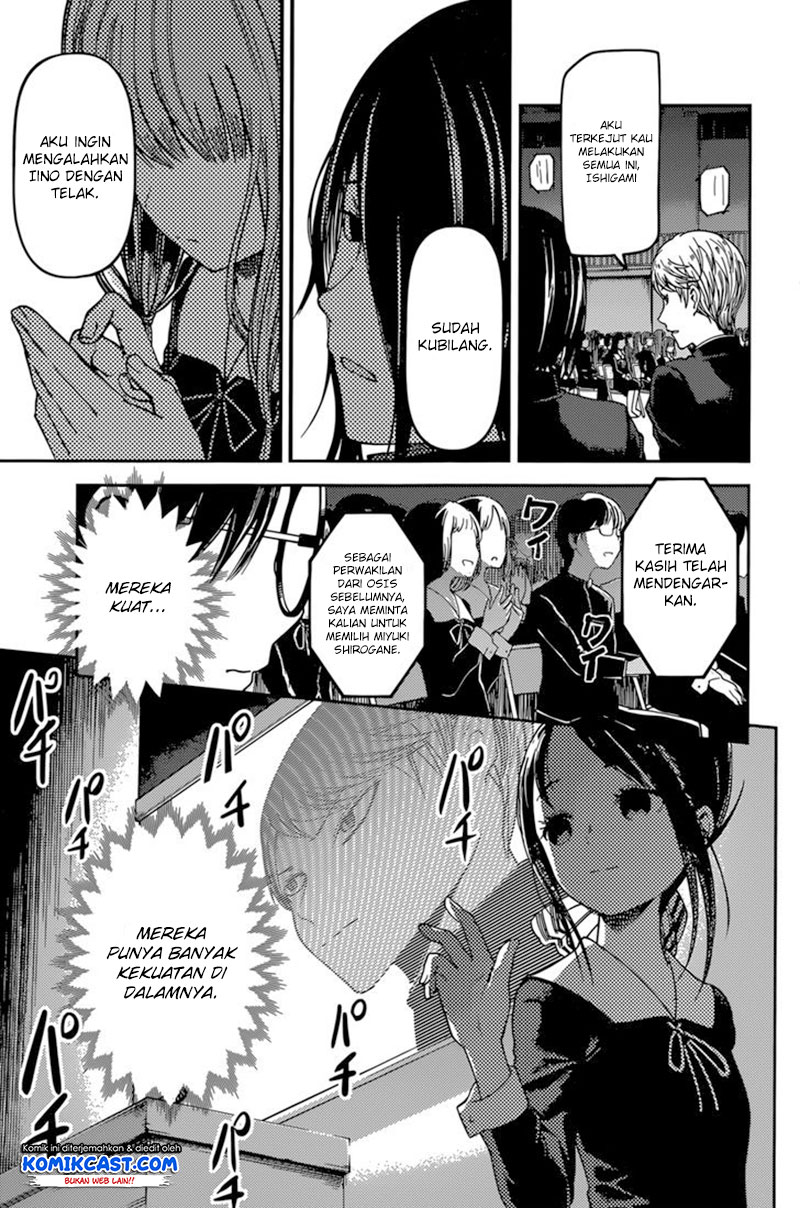 AKU
TERKEJUT KAU
MELAKUKAN
SEMUA INI,
ISHIGAMI
SUDAH
KUBILANG.
AKU INGIN
MENGALAHKAN
IINO DENGAN
TELAK.
TERIMA
KASIH TELAH
MENDENGAR-
KAN.
ワイ
ワイ
SEBAGAI
PERWAKILAN
DARI OSIS
SEBELUMNYA,
SAYA MEMINTA
KALIAN UNTUK
MEMILIH MIYUKI
SHIROGANE.
MEREKA
KUAT...
パチ
パチ
パチ
パチ
MEREKA
PUNYA BANYAK
KEKUATAN DI
DALAMNYA.
パチ
パチ
パチ
Komik ini diterjemahkan & diedit oleh
KOMIKCAST.COM
BUKAN WEB LAIN!!